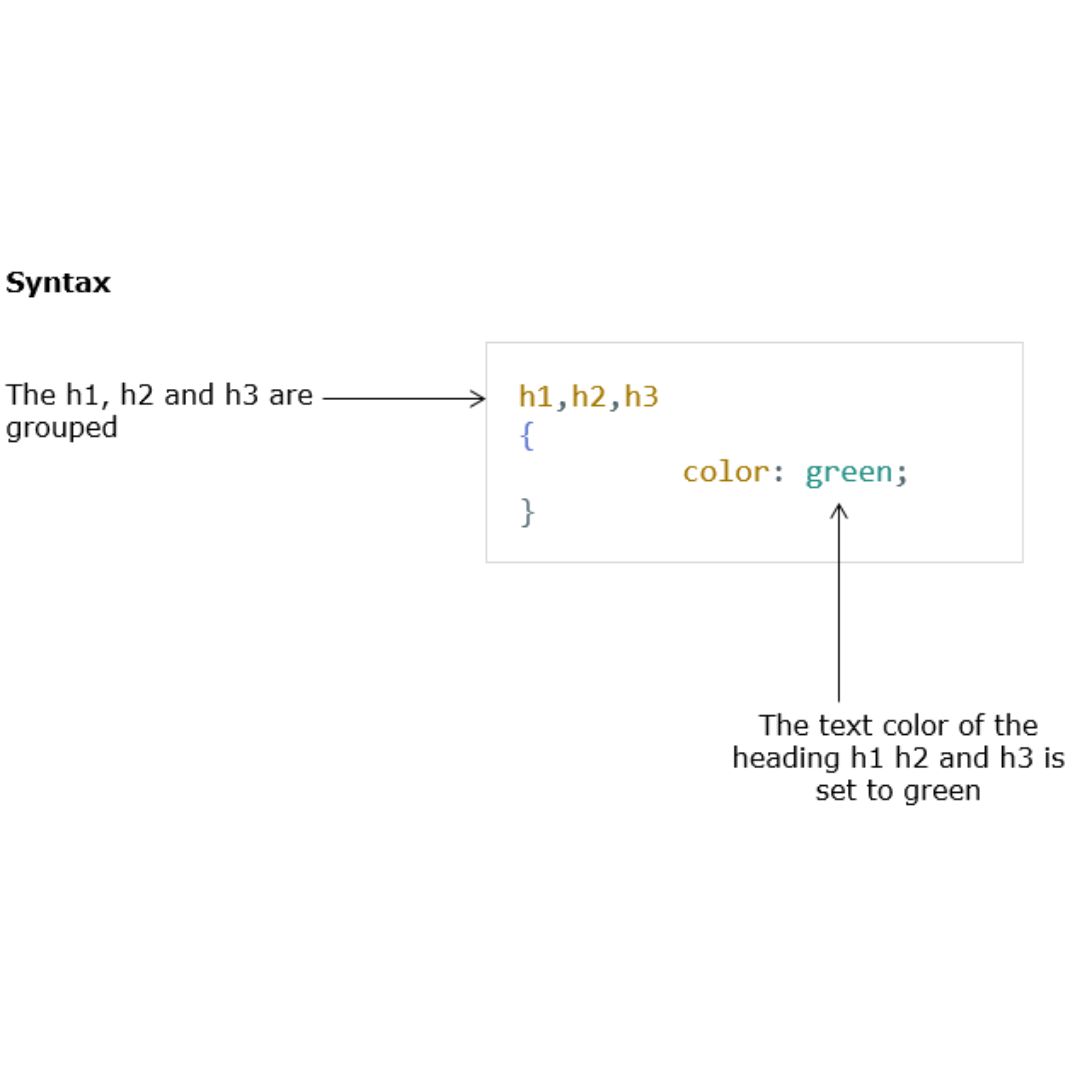 Syntax
The h1, h2 and h3 are
grouped
h1,h2,h3
{
color: green;
}
The text color of the
heading h1 h2 and h3 is
set to green